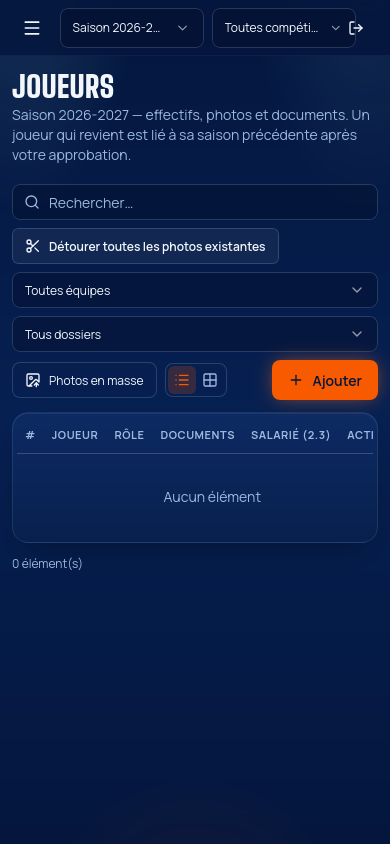 Saison 2026-2…
Toutes compéti…
JOUEURS
Saison 2026-2027 — effectifs, photos et documents. Un
joueur qui revient est lié à sa saison précédente après
votre approbation.
Rechercher…
Détourer toutes les photos existantes
Toutes équipes
Tous dossiers
Photos en masse
Ajouter
# JOUEUR RÔLE DOCUMENTS SALARIÉ (2.3) ACTI
Aucun élément
0 élément(s)